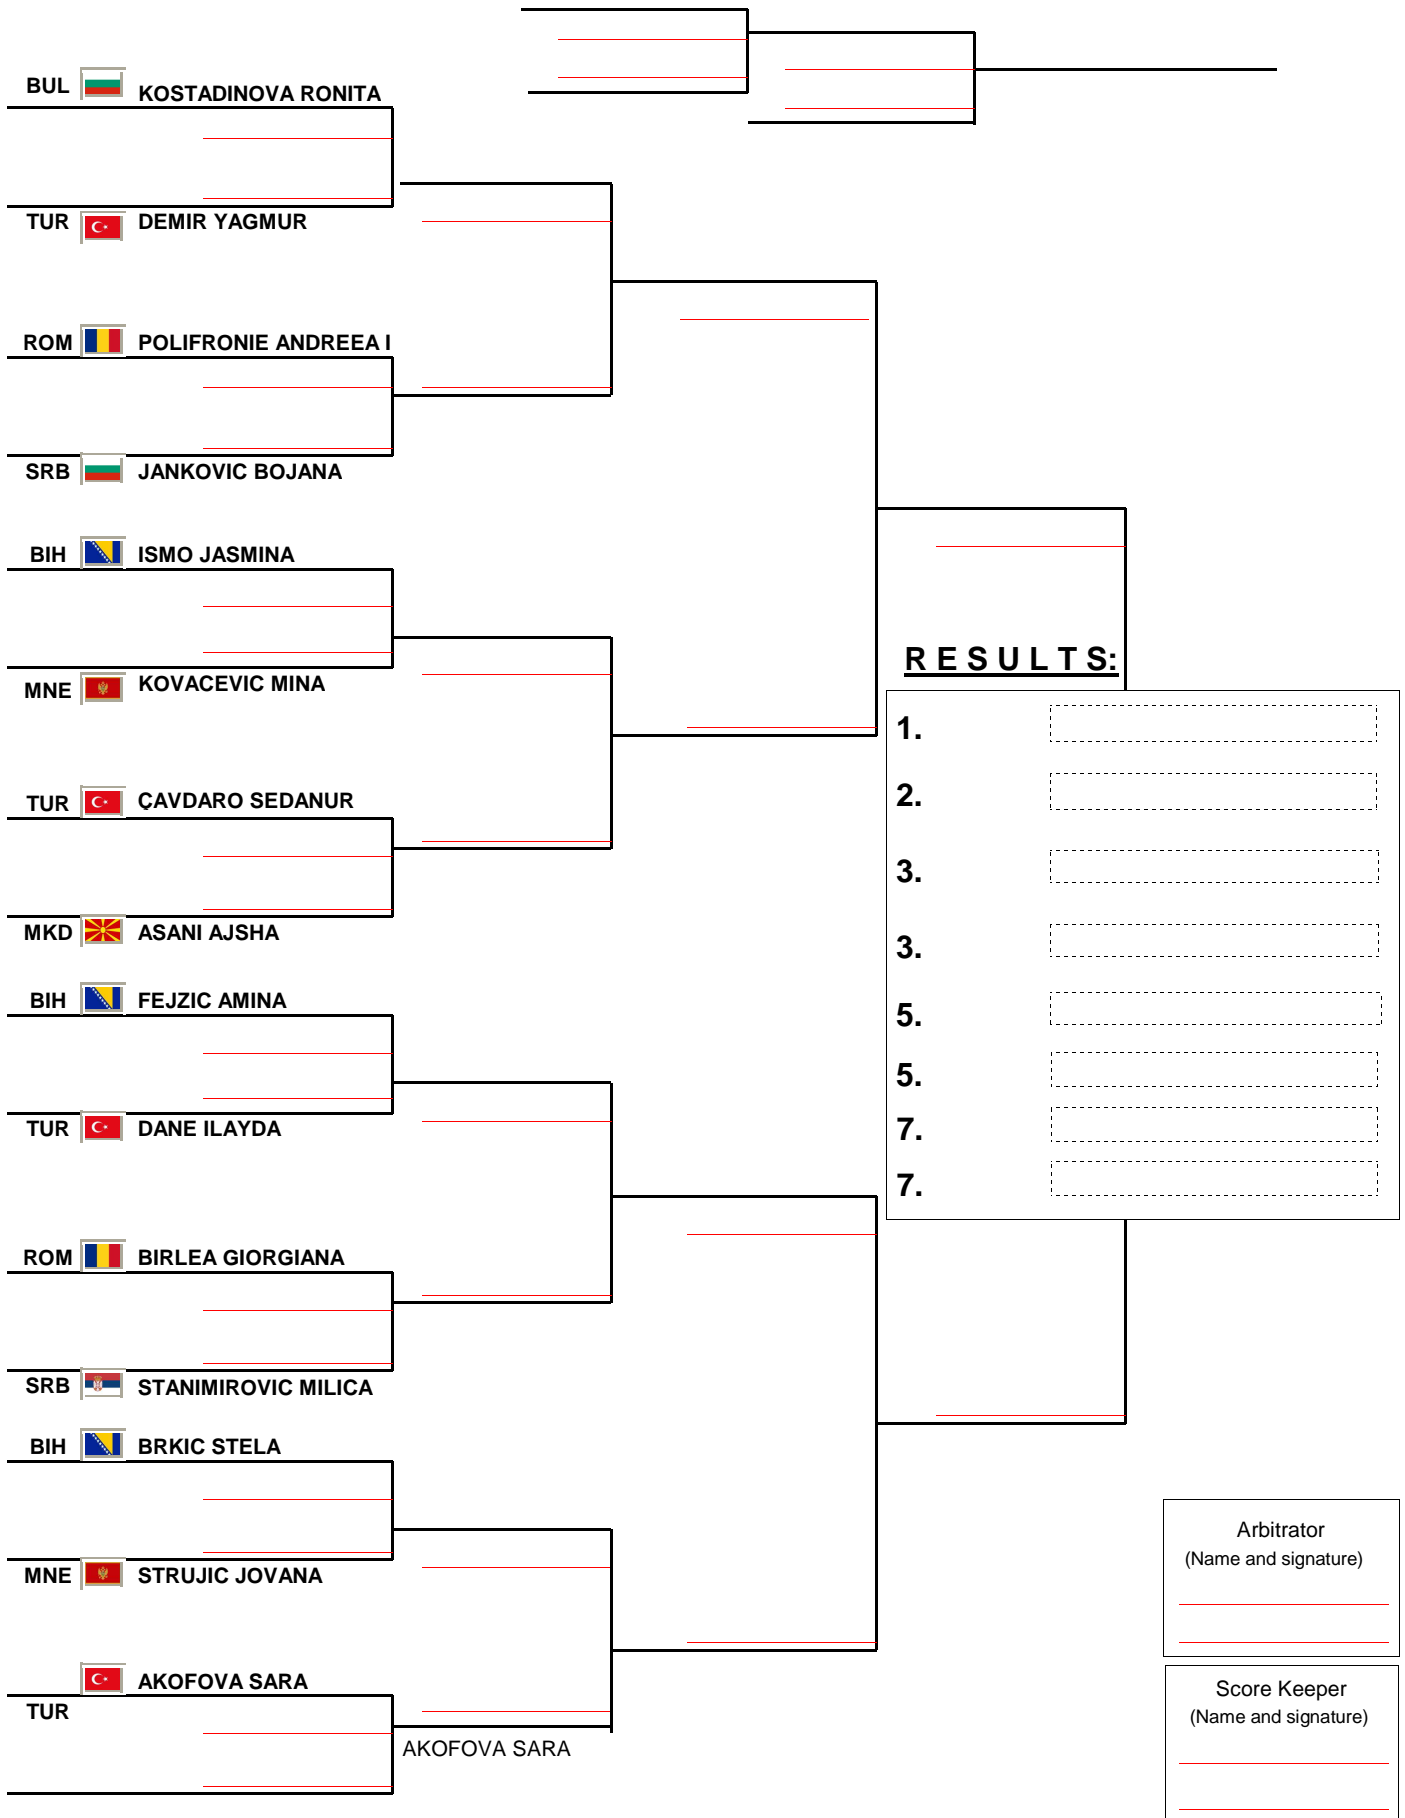 BUL KOSTADINOVA RONITA
TUR DEMIR YAGMUR
ROM POLIFRONIE ANDREEA I
SRB JANKOVIC BOJANA
BIH ISMO JASMINA
MNE KOVACEVIC MINA
TUR ÇAVDARO SEDANUR
MKD ASANI AJSHA
BIH FEJZIC AMINA
TUR DANE ILAYDA
ROM BIRLEA GIORGIANA
SRB STANIMIROVIC MILICA
BIH BRKIC STELA
MNE STRUJIC JOVANA
AKOFOVA SARA
TUR
AKOFOVA SARA
R E S U L T S:
1.
2.
3.
3.
5.
5.
7.
7.
Arbitrator
(Name and signature)
Score Keeper
(Name and signature)